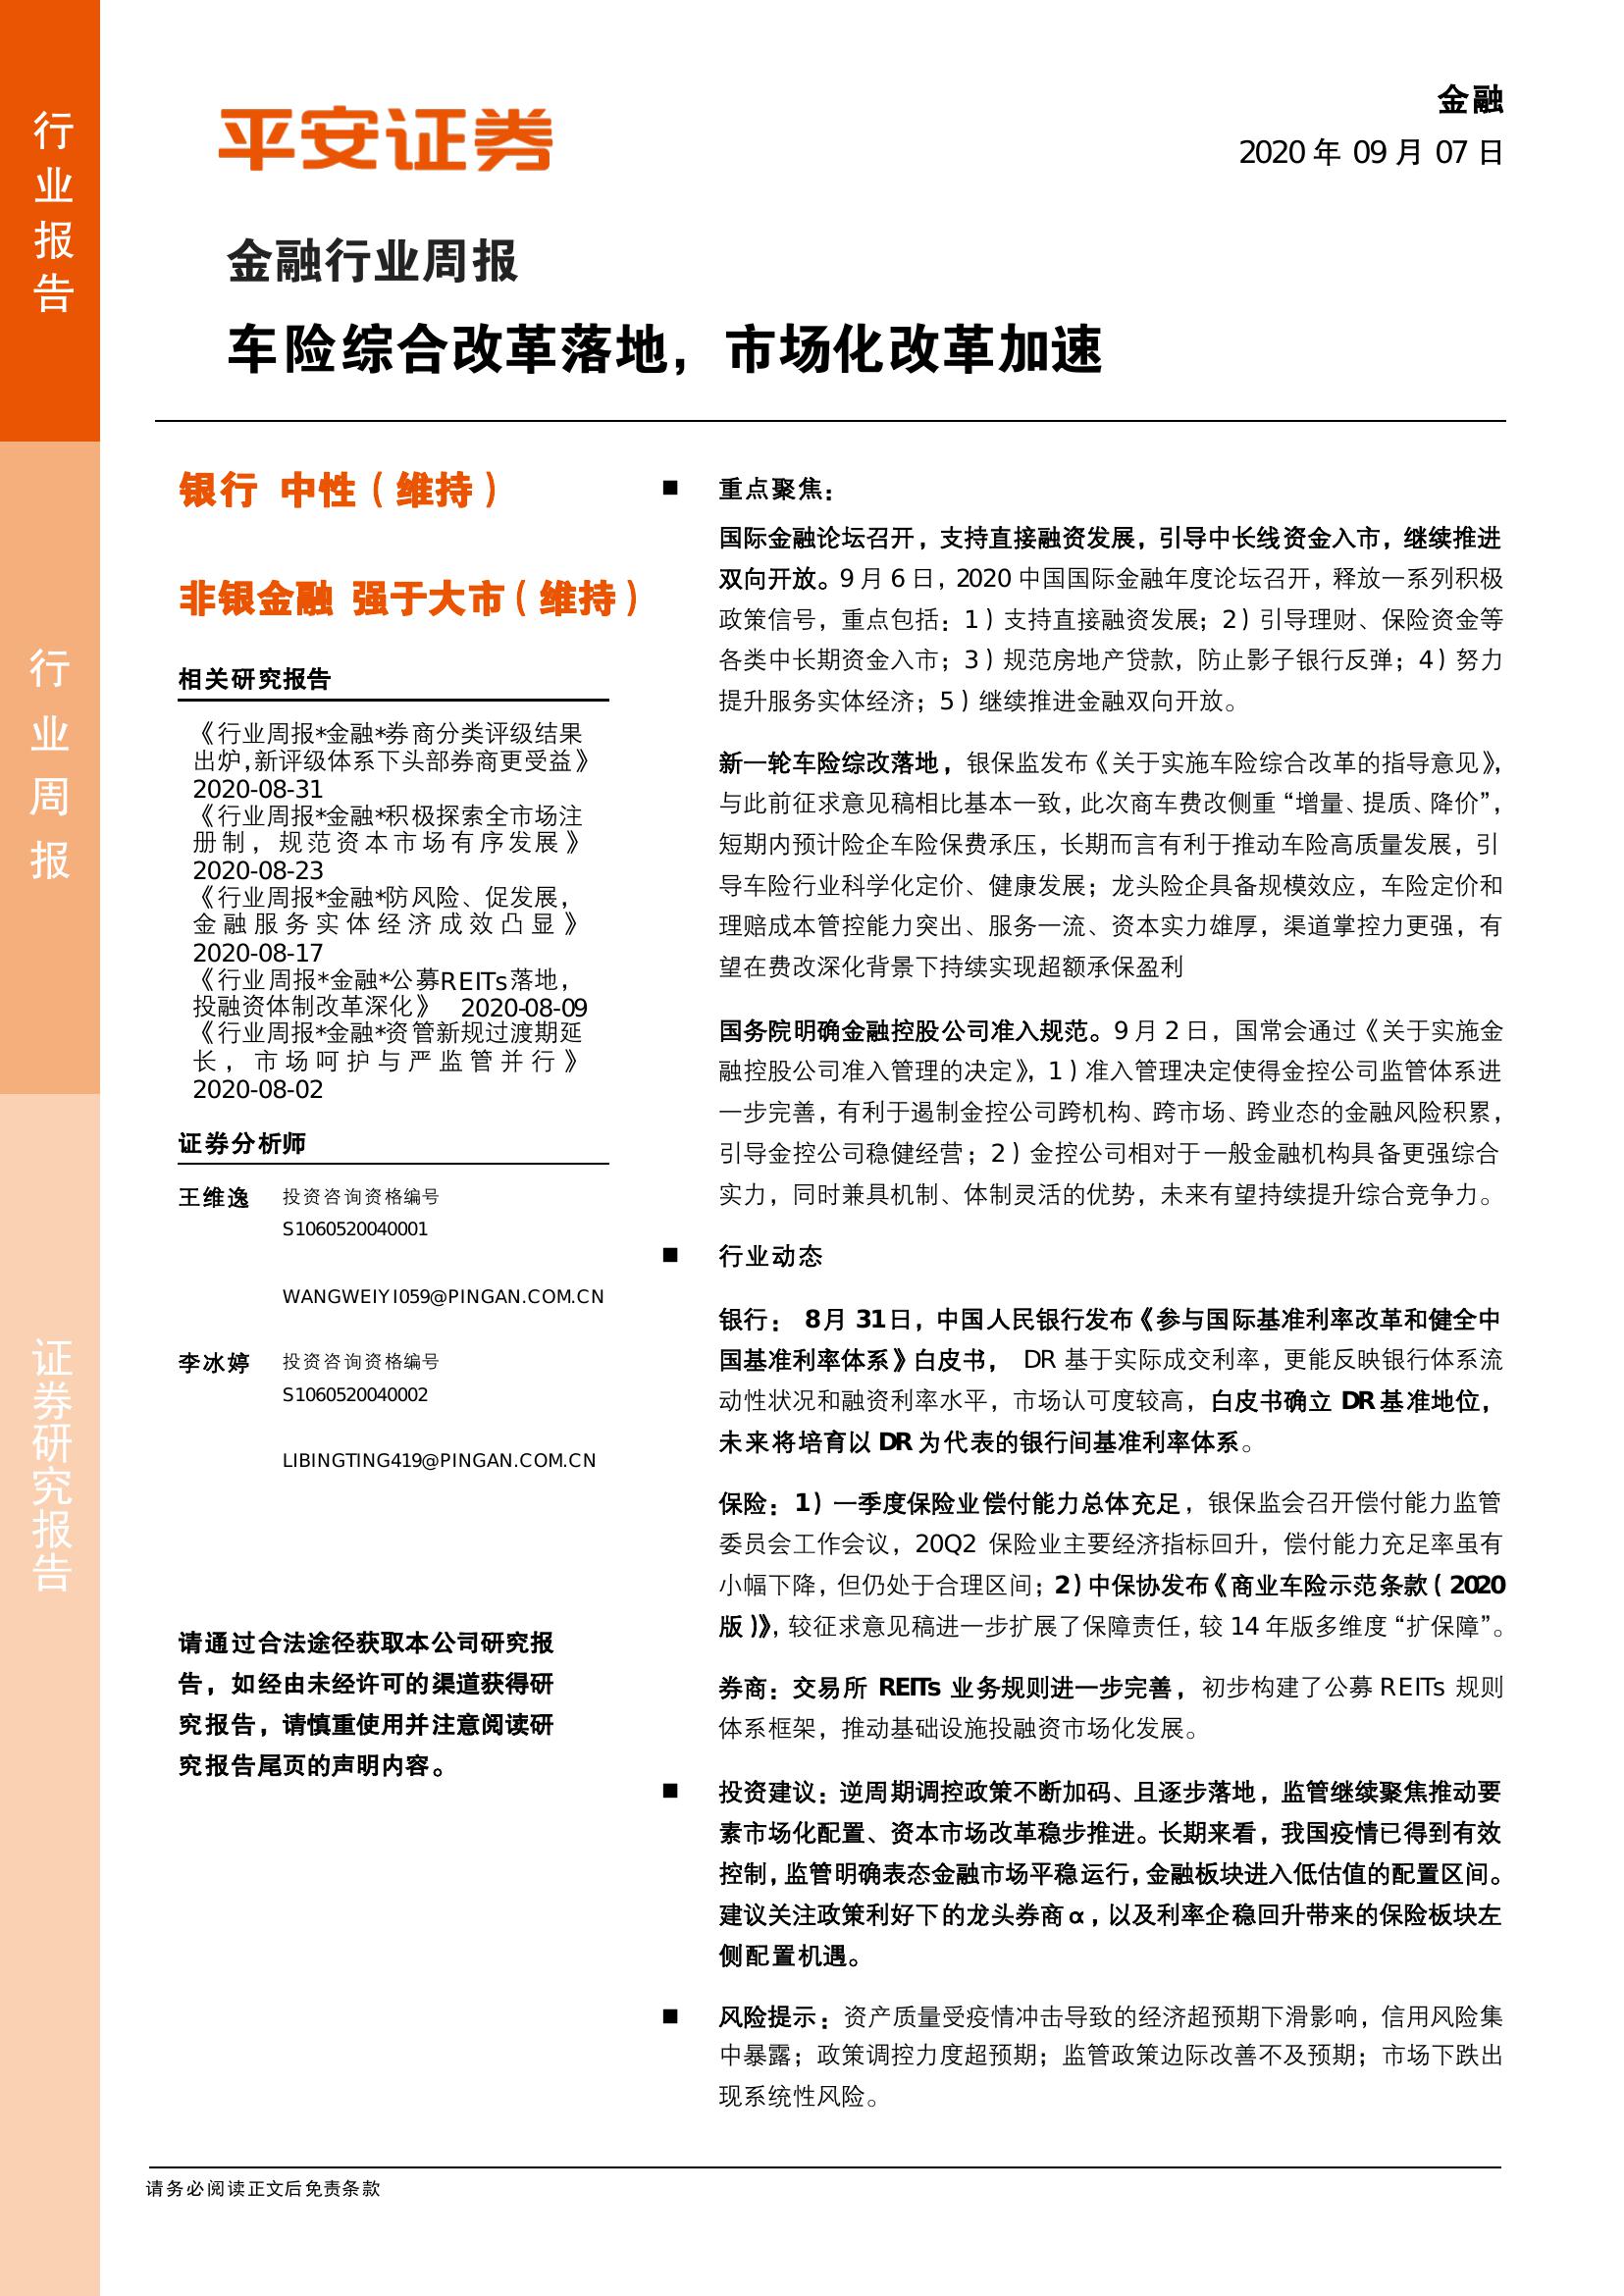 行业报告
行业周报
证券研究报告
平安证券
金融
2020 年 09 月 07 日
金融行业周报
车险综合改革落地，市场化改革加速
银行 中性（维持）
非银金融 强于大市（维持）
相关研究报告
《行业周报*金融*券商分类评级结果
出炉,新评级体系下头部券商更受益》
2020-08-31
《行业周报*金融*积极探索全市场注
册制，规范资本市场有序发展》
2020-08-23
《行业周报*金融*防风险、促发展，
金融服务实体经济成效凸显》
2020-08-17
《行业周报*金融*公募REITs落地，
投融资体制改革深化》 2020-08-09
《行业周报*金融*资管新规过渡期延
长，市场呵护与严监管并行》
2020-08-02
证券分析师
王维逸 投资咨询资格编号
S1060520040001
WANGWEIYI059@PINGAN.COM.CN
李冰婷 投资咨询资格编号
S1060520040002
LIBINGTING419@PINGAN.COM.CN
请通过合法途径获取本公司研究报
告，如经由未经许可的渠道获得研
究报告，请慎重使用并注意阅读研
究报告尾页的声明内容。
■ 重点聚焦：
国际金融论坛召开，支持直接融资发展，引导中长线资金入市，继续推进
双向开放。9 月 6 日，2020 中国国际金融年度论坛召开，释放一系列积极
政策信号，重点包括：1）支持直接融资发展；2）引导理财、保险资金等
各类中长期资金入市；3）规范房地产贷款，防止影子银行反弹；4）努力
提升服务实体经济；5）继续推进金融双向开放。
新一轮车险综改落地，银保监发布《关于实施车险综合改革的指导意见》，
与此前征求意见稿相比基本一致，此次商车费改侧重“增量、提质、降价”，
短期内预计险企车险保费承压，长期而言有利于推动车险高质量发展，引
导车险行业科学化定价、健康发展；龙头险企具备规模效应，车险定价和
理赔成本管控能力突出、服务一流、资本实力雄厚，渠道掌控力更强，有
望在费改深化背景下持续实现超额承保盈利
国务院明确金融控股公司准入规范。9 月 2 日，国常会通过《关于实施金
融控股公司准入管理的决定》，1）准入管理决定使得金控公司监管体系进
一步完善，有利于遏制金控公司跨机构、跨市场、跨业态的金融风险积累，
引导金控公司稳健经营；2）金控公司相对于一般金融机构具备更强综合
实力，同时兼具机制、体制灵活的优势，未来有望持续提升综合竞争力。
■ 行业动态
银行： 8月 31日，中国人民银行发布《参与国际基准利率改革和健全中
国基准利率体系》白皮书， DR 基于实际成交利率，更能反映银行体系流
动性状况和融资利率水平，市场认可度较高，白皮书确立 DR 基准地位，
未来将培育以 DR 为代表的银行间基准利率体系。
保险：1）一季度保险业偿付能力总体充足，银保监会召开偿付能力监管
委员会工作会议，20Q2 保险业主要经济指标回升，偿付能力充足率虽有
小幅下降，但仍处于合理区间；2）中保协发布《商业车险示范条款（2020
版）》，较征求意见稿进一步扩展了保障责任，较 14 年版多维度“扩保障”。
券商：交易所 REITs 业务规则进一步完善，初步构建了公募 REITs 规则
体系框架，推动基础设施投融资市场化发展。
■ 投资建议：逆周期调控政策不断加码、且逐步落地，监管继续聚焦推动要
素市场化配置、资本市场改革稳步推进。长期来看，我国疫情已得到有效
控制，监管明确表态金融市场平稳运行，金融板块进入低估值的配置区间。
建议关注政策利好下的龙头券商α，以及利率企稳回升带来的保险板块左
侧配置机遇。
■ 风险提示：资产质量受疫情冲击导致的经济超预期下滑影响，信用风险集
中暴露；政策调控力度超预期；监管政策边际改善不及预期；市场下跌出
现系统性风险。
请务必阅读正文后免责条款